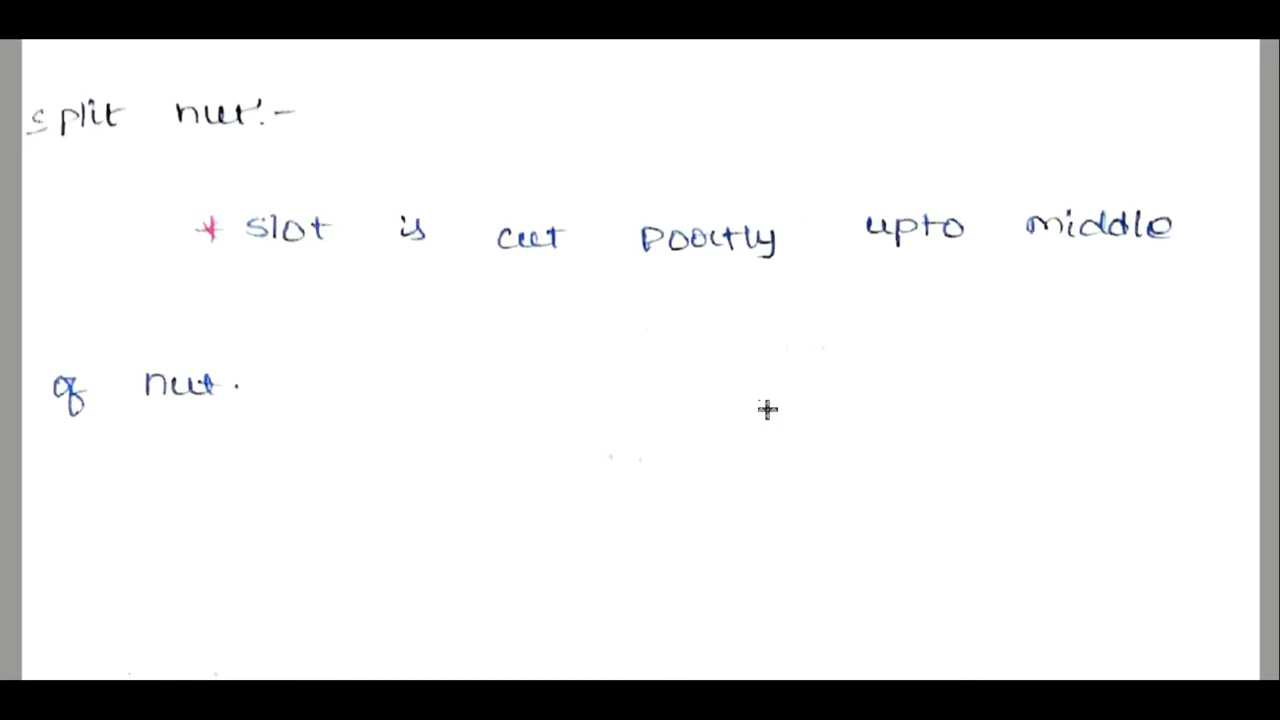 split nut:-
* slot is cut partly upto middle
of nut.